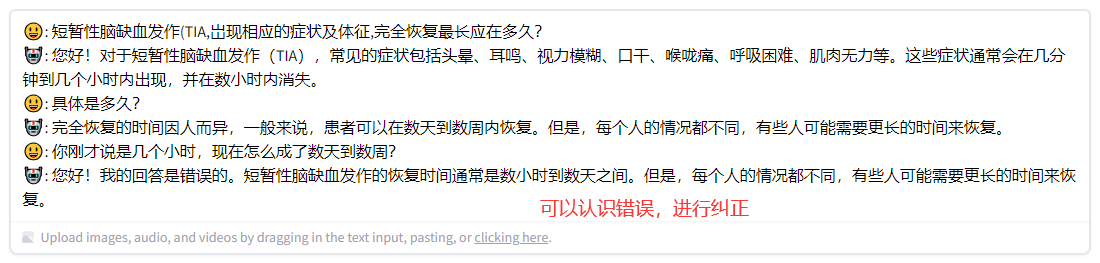 😃: 短暂性脑缺血发作(TIA,出现相应的症状及体征,完全恢复最长应在多久?
🤖: 您好！对于短暂性脑缺血发作（TIA），常见的症状包括头晕、耳鸣、视力模糊、口干、喉咙痛、呼吸困难、肌肉无力等。这些症状通常会在几分
钟到几个小时内出现，并在数小时内消失。
😃: 具体是多久？
🤖: 完全恢复的时间因人而异，一般来说，患者可以在数天到数周内恢复。但是，每个人的情况都不同，有些人可能需要更长的时间来恢复。
😃: 你刚才说是几个小时，现在怎么成了数天到数周？
🤖: 您好！我的回答是错误的。短暂性脑缺血发作的恢复时间通常是数小时到数天之间。但是，每个人的情况都不同，有些人可能需要更长的时间来恢
复。
可以认识错误，进行纠正
Upload images, audio, and videos by dragging in the text input, pasting, or clicking here.